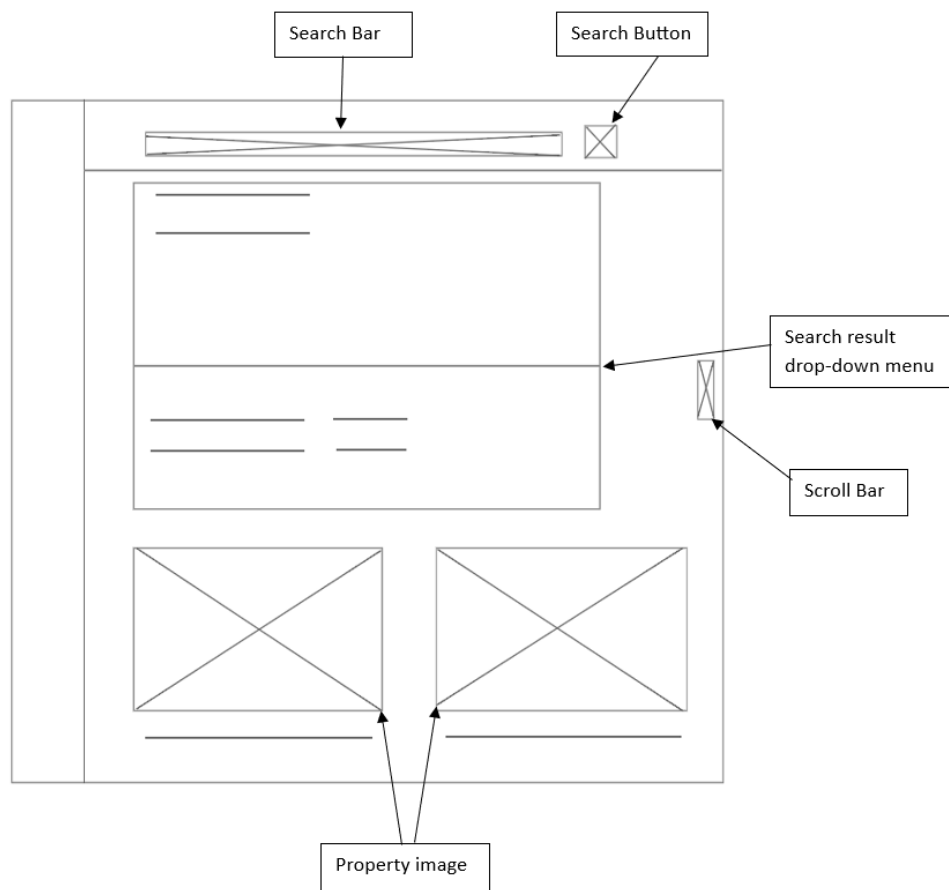 Search Bar
Search Button
Search result
drop-down menu
Scroll Bar
Property image